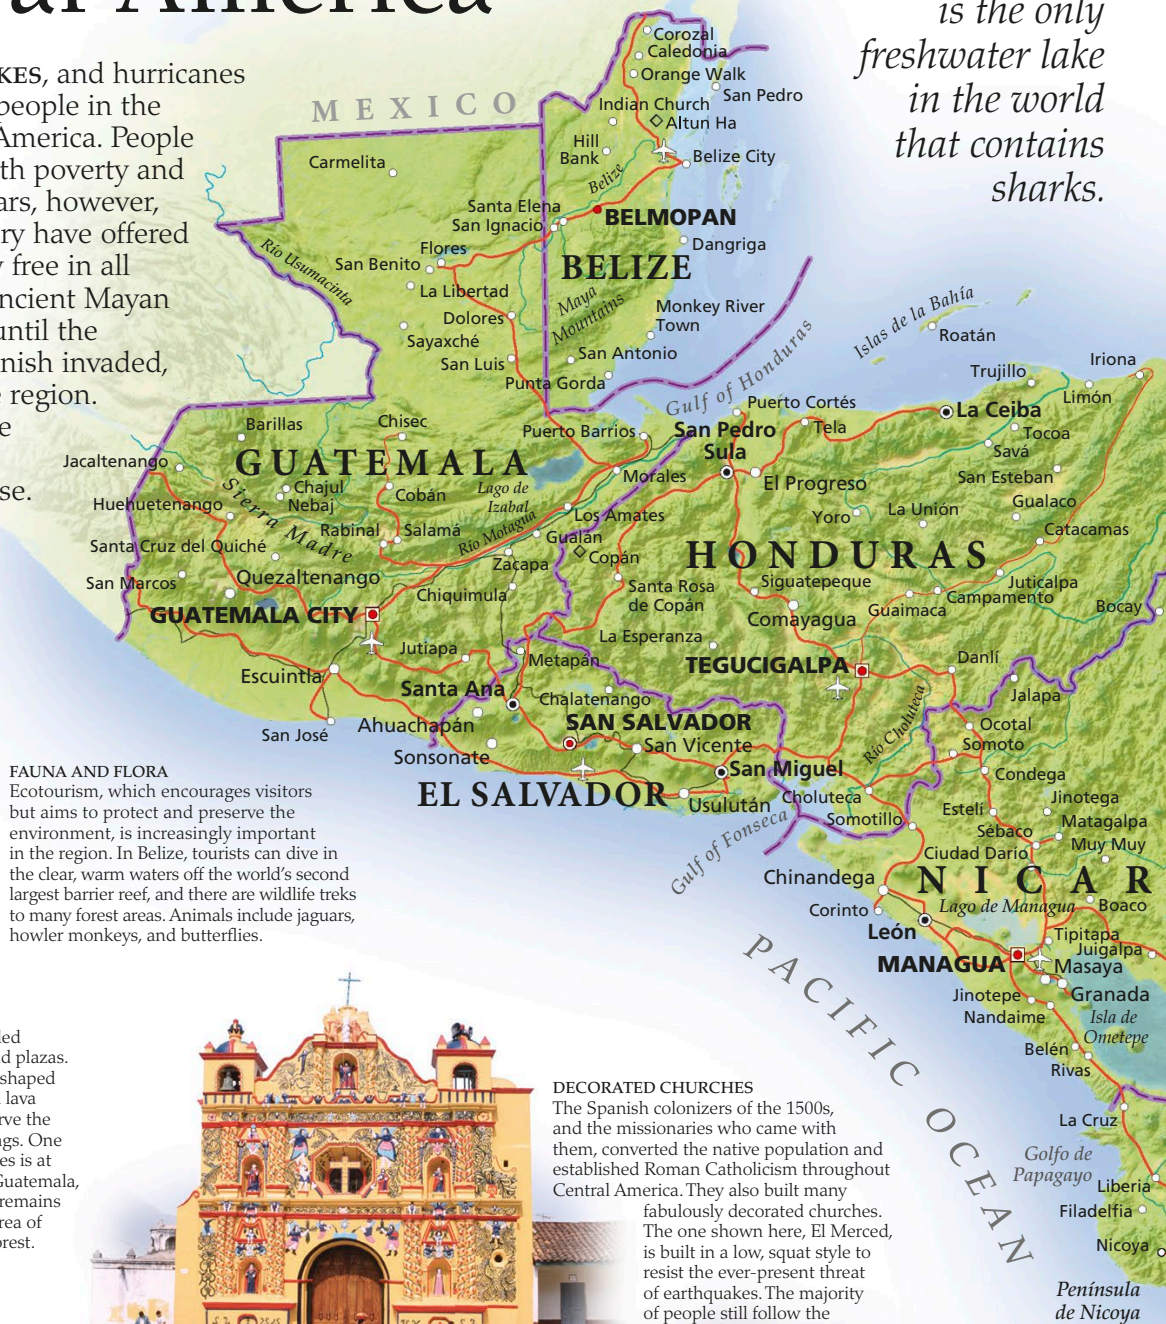 al America
KES, and hurricanes
people in the
America. People
th poverty and
ars, however,
ry have offered
free in all
ncient Mayan
until the
nish invaded,
region.
e
se.
is the only
freshwater lake
in the world
that contains
sharks.
MEXICO
Corozal
Caledonia
Orange Walk
San Pedro
Indian Church
Altun Ha
Hill
Bank
Belize City
Belize
Carmelita
Santa Elena
San Ignacio
BELMOPAN
Dangriga
BELIZE
Río Usumacinta
Flores
San Benito
La Libertad
Dolores
Maya
Mountains
Monkey River
Town
Sayaxché
San Luis
San Antonio
Punta Gorda
Gulf of Honduras
Islas de la Bahía
Roatán
Trujillo
Iriona
Limón
Barillas
Chisec
Puerto Barrios
Puerto Cortés
San Pedro
Sula
Tela
La Ceiba
Tocoa
Savá
Jacaltenango
GUATEMALA
Morales
El Progreso
San Esteban
Huehuetenango
Sierra Madre
Chajul
Nebaj
Cobán
Lago de
Izabal
Los Amates
Yoro
La Unión
Gualaco
Catacamas
Rabinal
Salamá
Río Motagua
Gualán
Copán
HONDURAS
Santa Cruz del Quiché
Zacapa
San Marcos
Quezaltenango
Chiquimula
Santa Rosa
de Copán
Siguatepeque
Juticalpa
Campamento
Guaimaca
Comayagua
Bocay
GUATEMALA CITY
Jutiapa
La Esperanza
Metapán
TEGUCIGALPA
Danlí
Escuintla
Santa Ana
Chalatenango
Jalapa
San José
Ahuachapán
SAN SALVADOR
Río Choluteca
Ocotal
Sonsonate
San Vicente
Somoto
San Miguel
Condega
EL SALVADOR
Usulután
Choluteca
Somotillo
Estelí
Jinotega
Sébaco
Matagalpa
Gulf of Fonseca
Ciudad Darío
Muy Muy
Chinandega
NICAR
Corinto
Lago de Managua
Boaco
León
Tipitapa
Juigalpa
MANAGUA
Masaya
Jinotepe
Granada
Nandaime
Isla de
Ometepe
Belén
Rivas
PACIFIC OCEAN
La Cruz
Golfo de
Papagayo
Liberia
Filadelfia
Nicoya
Península
de Nicoya
FAUNA AND FLORA
Ecotourism, which encourages visitors
but aims to protect and preserve the
environment, is increasingly important
in the region. In Belize, tourists can dive in
the clear, warm waters off the world's second
largest barrier reef, and there are wildlife treks
to many forest areas. Animals include jaguars,
howler monkeys, and butterflies.
led
d plazas.
shaped
lava
rve the
ngs. One
es is at
Guatemala,
remains
rea of
orest.
DECORATED CHURCHES
The Spanish colonizers of the 1500s,
and the missionaries who came with
them, converted the native population and
established Roman Catholicism throughout
Central America. They also built many
fabulously decorated churches.
The one shown here, El Merced,
is built in a low, squat style to
resist the ever-present threat
of earthquakes. The majority
of people still follow the